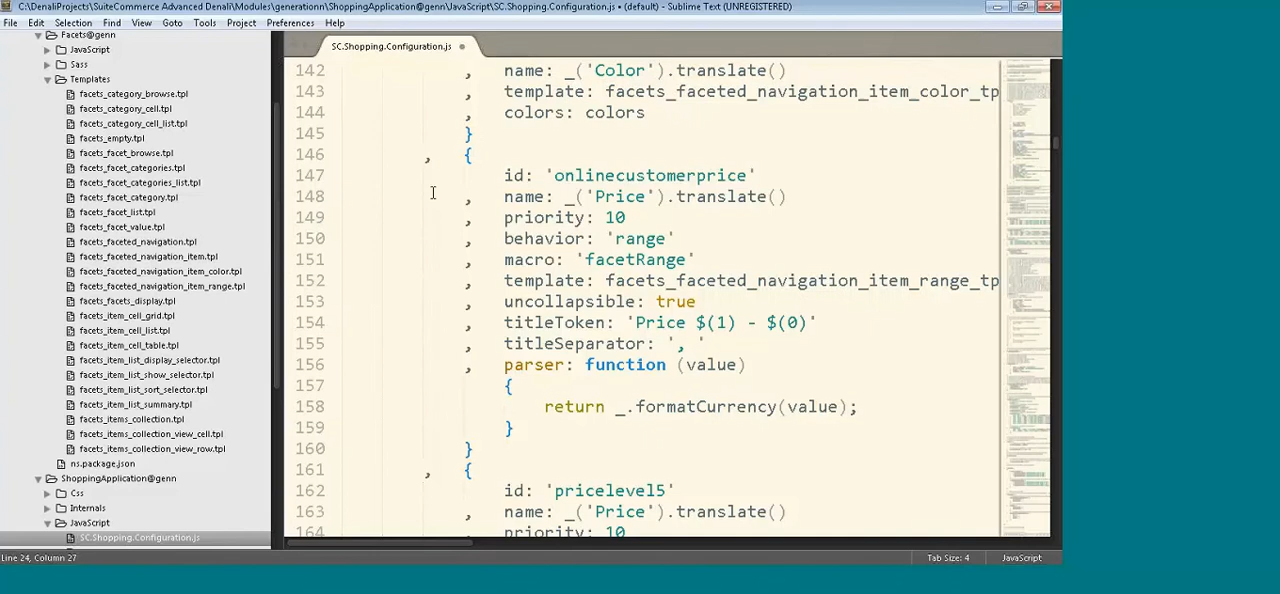 C:\DenaliProjects\SuiteCommerce Advanced Denali\Modules\generationn\ShoppingApplication@genn\JavaScript\SC.Shopping.Configuration.js • (default) - Sublime Text (UNREGISTERED)
File Edit Selection Find View Goto Tools Project Preferences Help
Facets@genn
JavaScript
Sass
Templates
facets_category_browse.tpl
facets_category_cell.tpl
facets_category_cell_list.tpl
facets_empty.tpl
facets_facet_browse.tpl
facets_facet_categories.tpl
facets_facet_categories_list.tpl
facets_facet_category.tpl
facets_facet_list.tpl
facets_facet_value.tpl
facets_faceted_navigation.tpl
facets_faceted_navigation_item.tpl
facets_faceted_navigation_item_color.tpl
facets_faceted_navigation_item_range.tpl
facets_facets_display.tpl
facets_item_cell_grid.tpl
facets_item_cell_list.tpl
facets_item_cell_table.tpl
facets_item_list_display_selector.tpl
facets_item_list_show_selector.tpl
facets_item_list_sort_selector.tpl
facets_item_list_summary.tpl
facets_items_collection.tpl
facets_items_collection_view_cell.tpl
facets_items_collection_view_row.tpl
ns.package.json
ShoppingApplication@genn
Css
Internals
JavaScript
SC.Shopping.Configuration.js
SC.Shopping.Configuration.js •
142 , name: _('Color').translate()
143 , template: facets_faceted_navigation_item_color_tp
144 , colors: colors
145 }
146 , {
147 id: 'onlinecustomerprice'
148 , name: _('Price').translate()
149 , priority: 10
150 , behavior: 'range'
151 , macro: 'facetRange'
152 , template: facets_faceted_navigation_item_range_tp
153 , uncollapsible: true
154 , titleToken: 'Price $(1) - $(0)'
155 , titleSeparator: ', '
156 , parser: function (value)
157 {
158 return _.formatCurrency(value);
159 }
160 }
161 , {
162 id: 'pricelevel5'
163 , name: _('Price').translate()
164 , priority: 10
Line 24, Column 27
Tab Size: 4 JavaScript